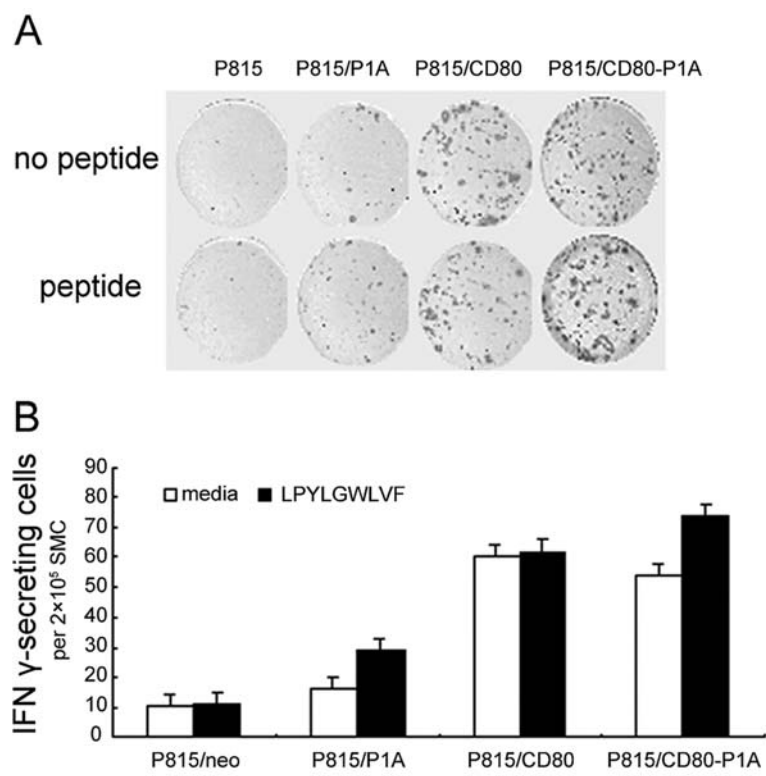 A
P815 P815/P1A P815/CD80 P815/CD80-P1A
no peptide
peptide
B
IFN γ-secreting cells
per 2×10⁵ SMC
90
80
70
60
50
40
30
20
10
0
media LPYLGWLVF
P815/neo P815/P1A P815/CD80 P815/CD80-P1A